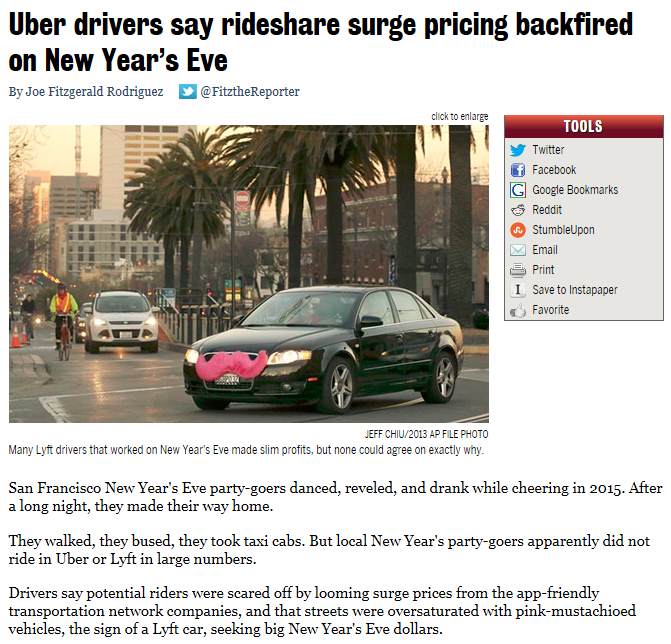 Uber drivers say rideshare surge pricing backfired
on New Year's Eve
By Joe Fitzgerald Rodriguez @FitztheReporter
click to enlarge
TOOLS
Twitter
Facebook
Google Bookmarks
Reddit
StumbleUpon
Email
Print
Save to Instapaper
Favorite
JEFF CHIU/2013 AP FILE PHOTO
Many Lyft drivers that worked on New Year's Eve made slim profits, but none could agree on exactly why.
San Francisco New Year's Eve party-goers danced, reveled, and drank while cheering in 2015. After
a long night, they made their way home.
They walked, they bused, they took taxi cabs. But local New Year's party-goers apparently did not
ride in Uber or Lyft in large numbers.
Drivers say potential riders were scared off by looming surge prices from the app-friendly
transportation network companies, and that streets were oversaturated with pink-mustachioed
vehicles, the sign of a Lyft car, seeking big New Year's Eve dollars.